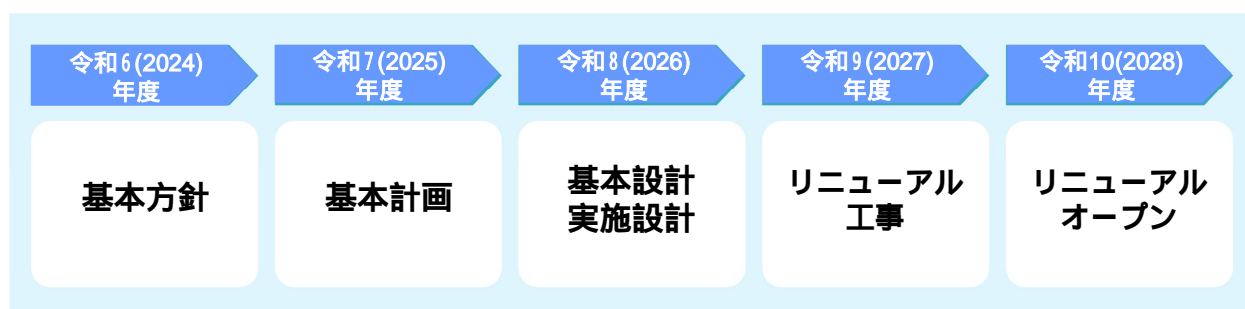 令和6(2024)
年度
令和7(2025)
年度
令和8(2026)
年度
令和9(2027)
年度
令和10(2028)
年度
基本方針
基本計画
基本設計
実施設計
リニューアル
工事
リニューアル
オープン